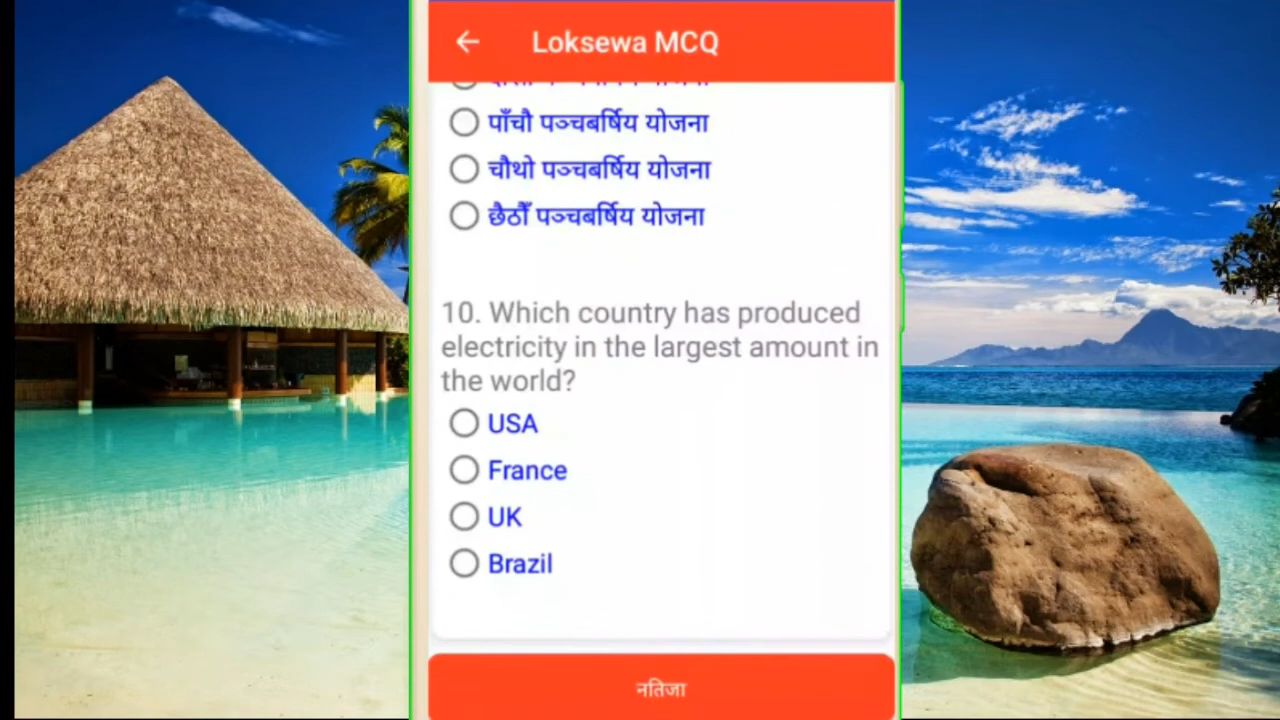 Loksewa MCQ
पाँचौ पञ्चबर्षिय योजना
चौथो पञ्चबर्षिय योजना
छैठौँ पञ्चबर्षिय योजना
10. Which country has produced
electricity in the largest amount in
the world?
USA
France
UK
Brazil
नतिजा